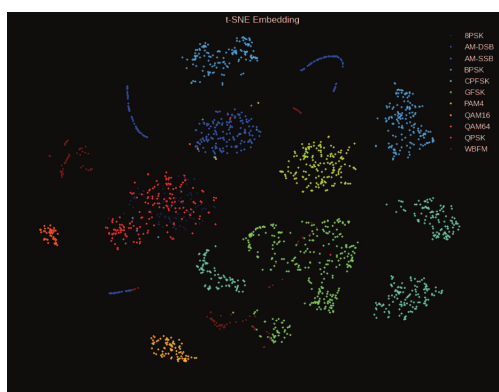 t-SNE Embedding
8PSK
AM-DSB
AM-SSB
BPSK
CPFSK
GFSK
PAM4
QAM16
QAM64
QPSK
WBFM